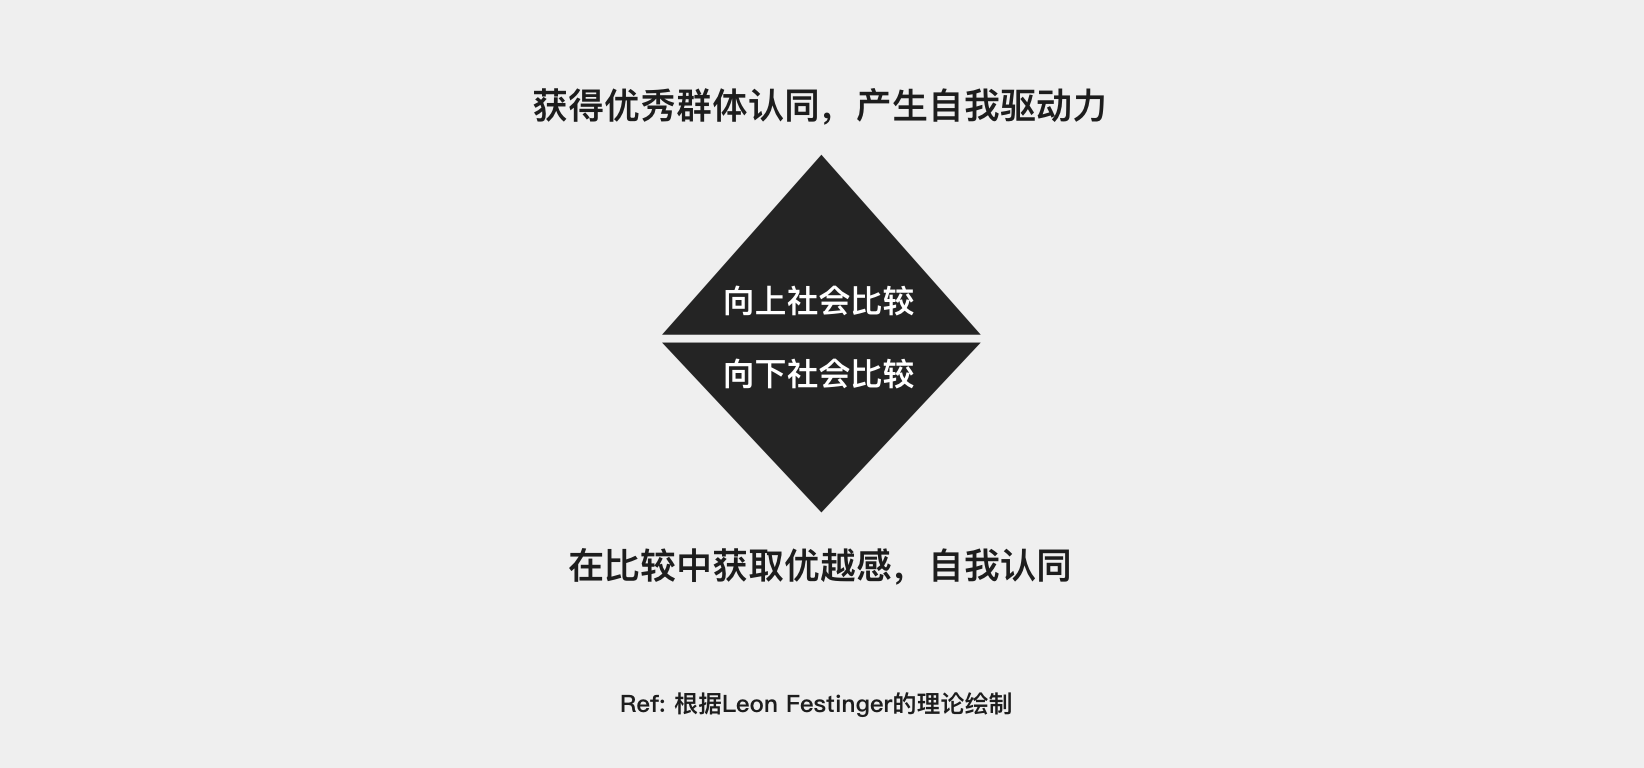 获得优秀群体认同，产生自我驱动力
向上社会比较
向下社会比较
在比较中获取优越感，自我认同
Ref: 根据Leon Festinger的理论绘制